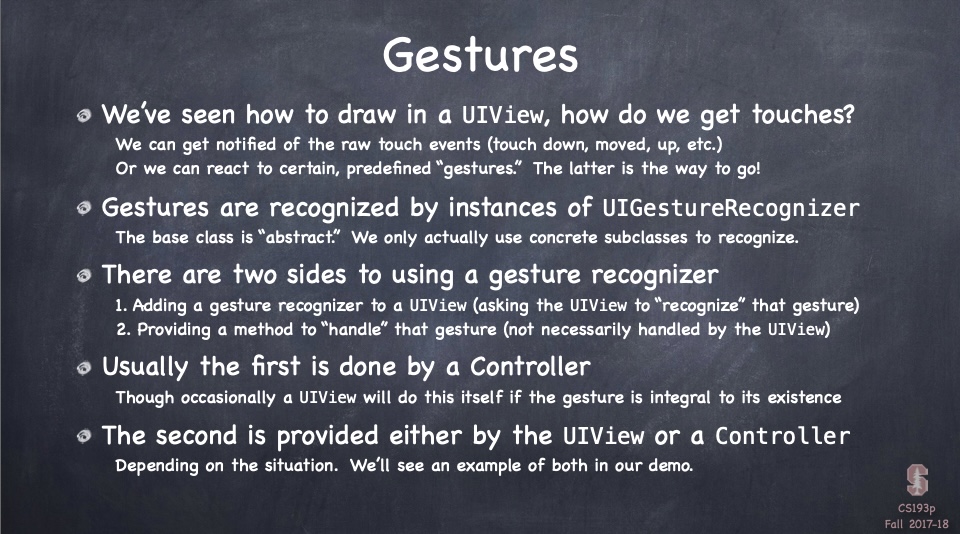 Gestures
We've seen how to draw in a UIView, how do we get touches?
We can get notified of the raw touch events (touch down, moved, up, etc.)
Or we can react to certain, predefined “gestures.” The latter is the way to go!
Gestures are recognized by instances of UIGestureRecognizer
The base class is “abstract.” We only actually use concrete subclasses to recognize.
There are two sides to using a gesture recognizer
1. Adding a gesture recognizer to a UIView (asking the UIView to “recognize” that gesture)
2. Providing a method to “handle” that gesture (not necessarily handled by the UIView)
Usually the first is done by a Controller
Though occasionally a UIView will do this itself if the gesture is integral to its existence
The second is provided either by the UIView or a Controller
Depending on the situation. We'll see an example of both in our demo.
S
CS193p
Fall 2017-18